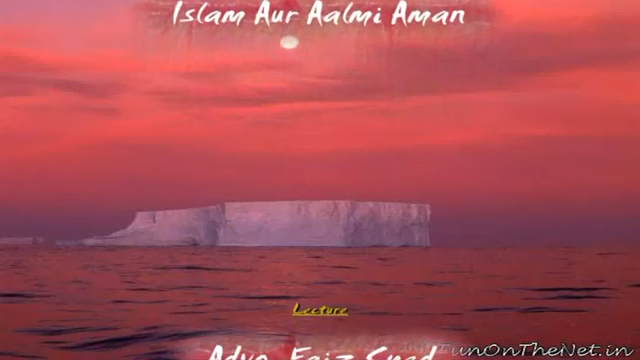 Islam Aur Aalmi Aman
Lecture
Adv. Faiz Syed
FunOnTheNet.in